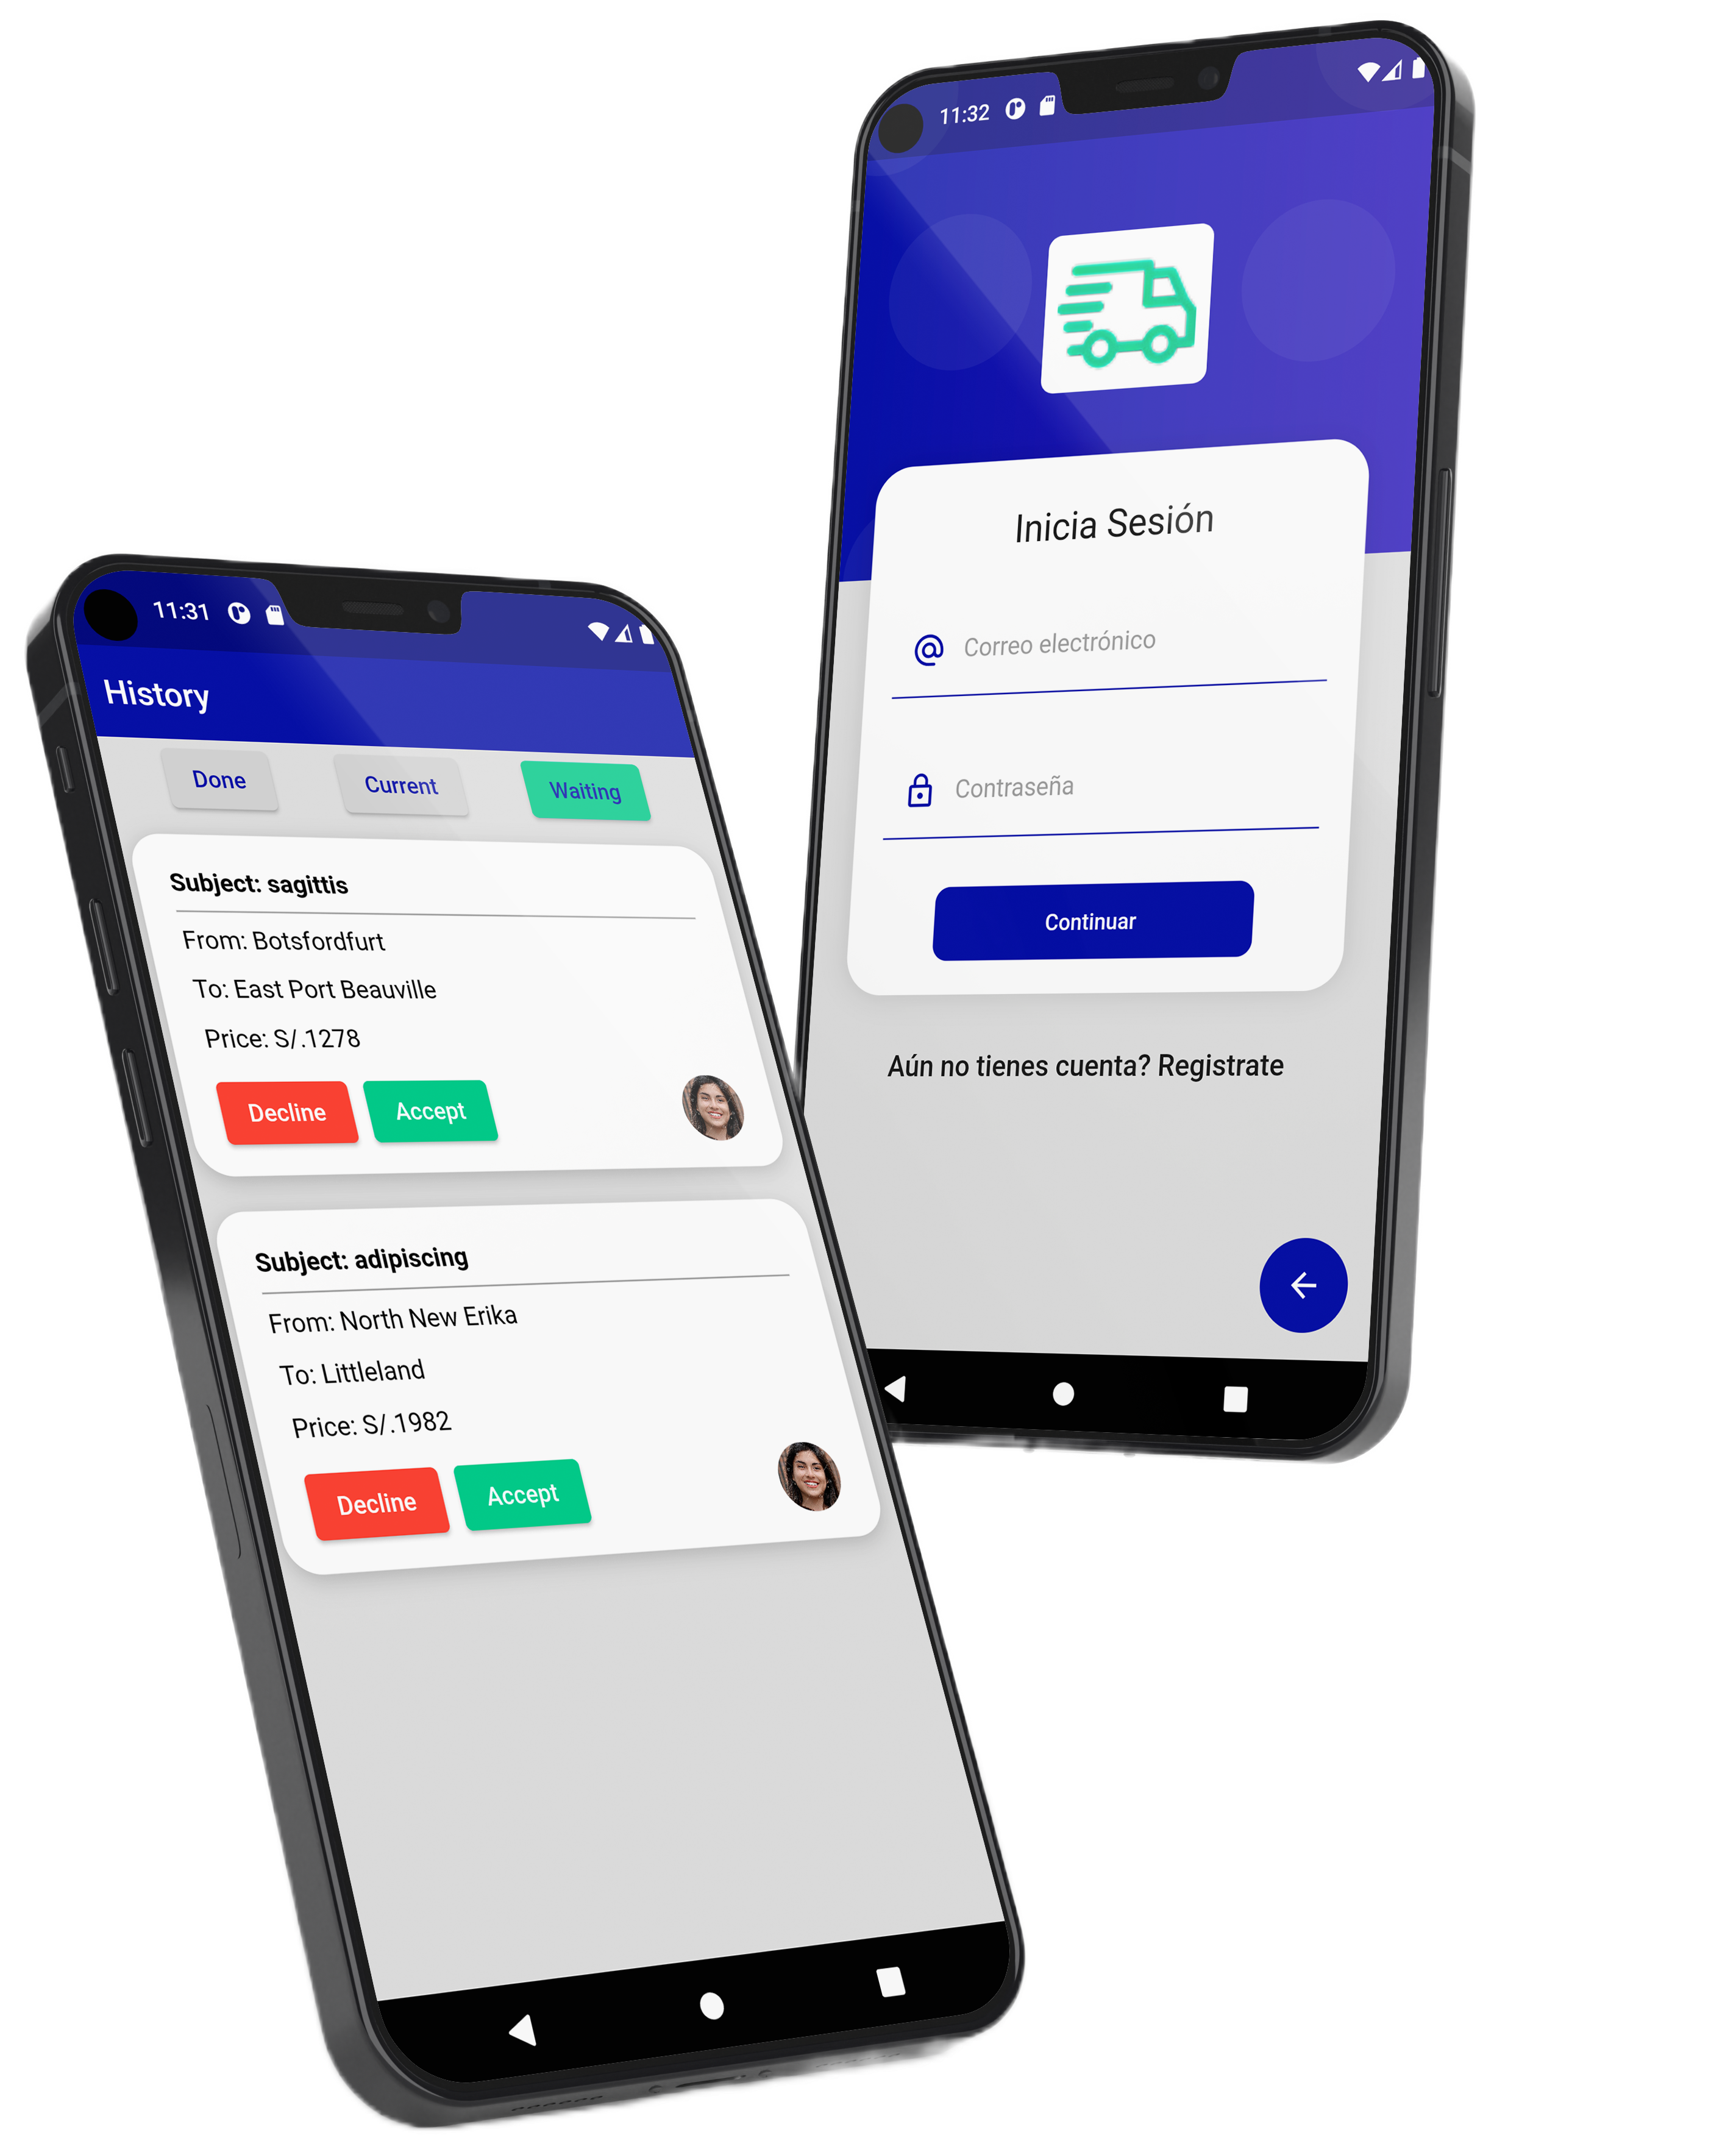 11:32
Inicia Sesión
Correo electrónico
Contraseña
Continuar
Aún no tienes cuenta? Registrate
11:31
History
Done Current Waiting
Subject: sagittis
From: Botsfordfurt
To: East Port Beauville
Price: S/.1278
Decline Accept
Subject: adipiscing
From: North New Erika
To: Littleland
Price: S/.1982
Decline Accept